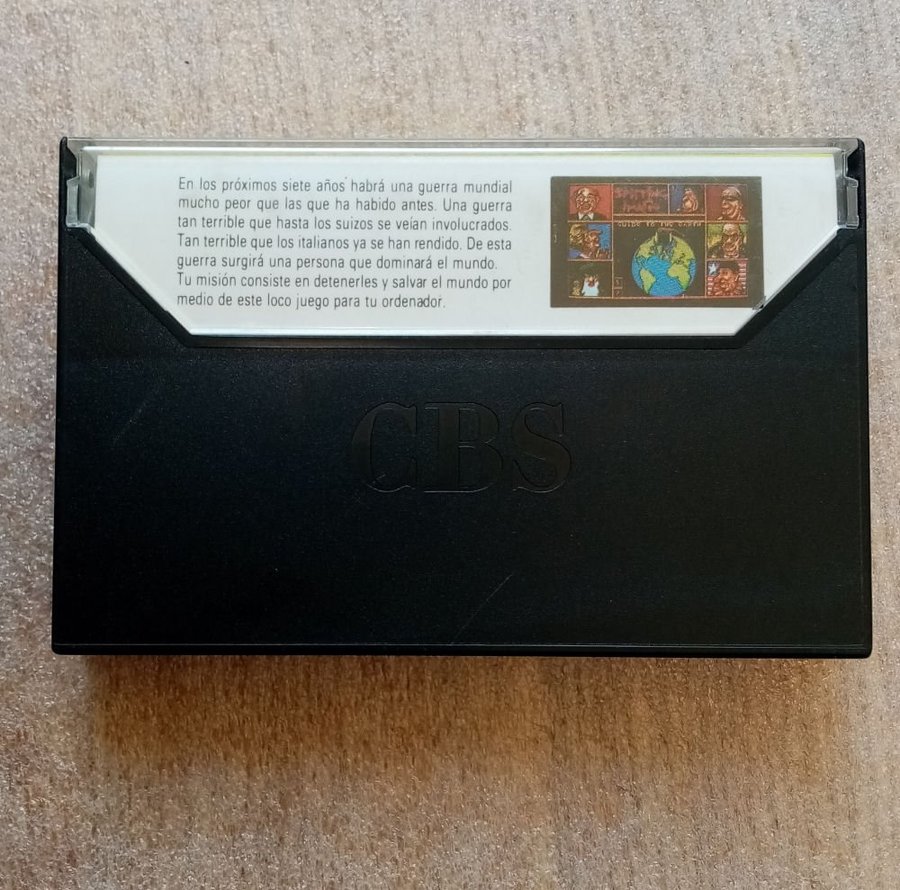 En los próximos siete años habrá una guerra mundial
mucho peor que las que ha habido antes. Una guerra
tan terrible que hasta los suizos se veían involucrados.
Tan terrible que los italianos ya se han rendido. De esta
guerra surgirá una persona que dominará el mundo.
Tu misión consiste en detenerles y salvar el mundo por
medio de este loco juego para tu ordenador.
CBS